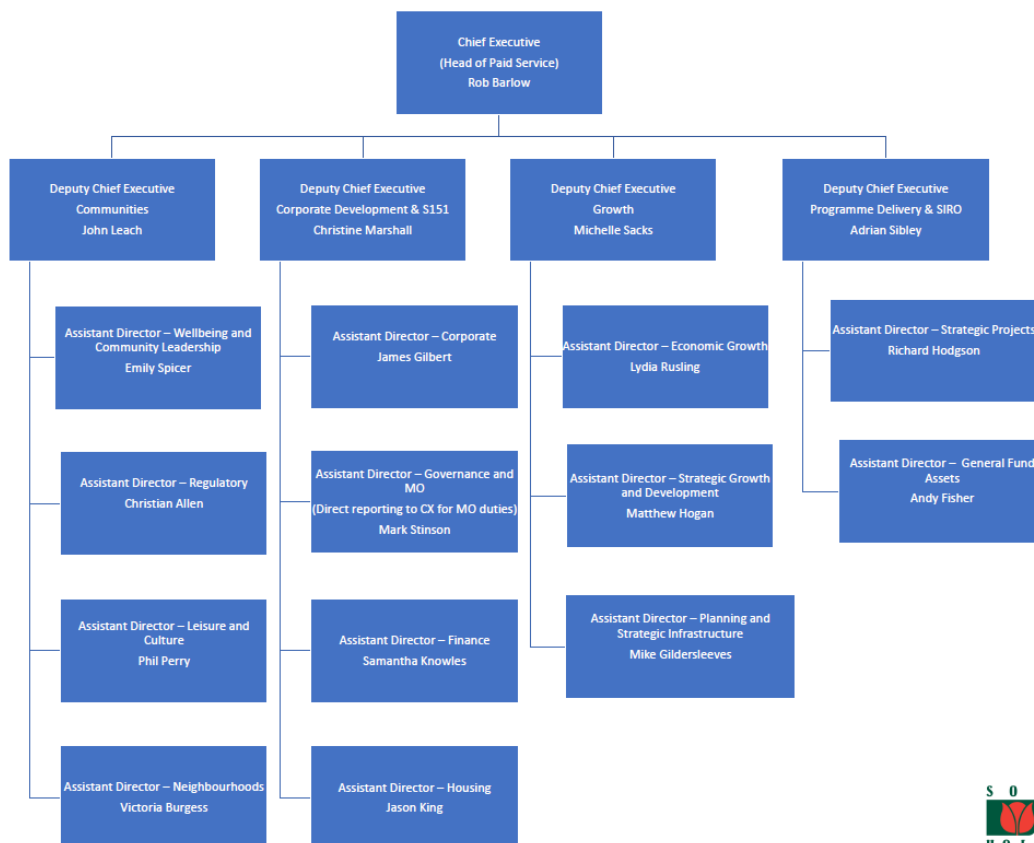 Chief Executive
(Head of Paid Service)
Rob Barlow
Deputy Chief Executive
Communities
John Leach
Deputy Chief Executive
Corporate Development & S151
Christine Marshall
Deputy Chief Executive
Growth
Michelle Sacks
Deputy Chief Executive
Programme Delivery & SIRO
Adrian Sibley
Assistant Director – Wellbeing and
Community Leadership
Emily Spicer
Assistant Director – Regulatory
Christian Allen
Assistant Director – Leisure and
Culture
Phil Perry
Assistant Director – Neighbourhoods
Victoria Burgess
Assistant Director – Corporate
James Gilbert
Assistant Director – Governance and
MO
(Direct reporting to CX for MO duties)
Mark Stinson
Assistant Director – Finance
Samantha Knowles
Assistant Director – Housing
Jason King
Assistant Director – Economic Growth
Lydia Rusling
Assistant Director – Strategic Growth
and Development
Matthew Hogan
Assistant Director – Planning and
Strategic Infrastructure
Mike Gildersleeves
Assistant Director – Strategic Projects
Richard Hodgson
Assistant Director – General Fund
Assets
Andy Fisher
S O